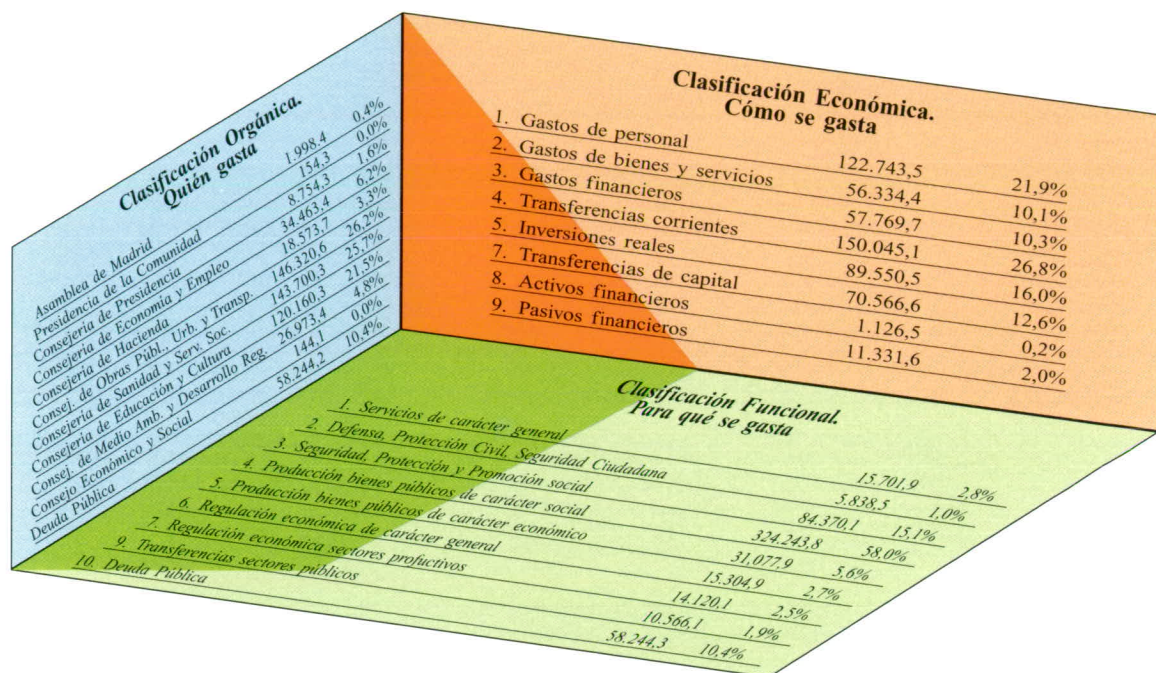 Clasificación Orgánica.
Quién gasta
Asamblea de Madrid 1.998.4 0,4%
Presidencia de la Comunidad 154,3 0,0%
Consejería de Presidencia 8.754,3 1,6%
Consejería de Economía y Empleo 34.463,4 6,2%
Consejería de Hacienda 18.573,7 3,3%
Consej. de Obras Públ., Urb. y Transp. 146.320,6 26,2%
Consejería de Sanidad y Serv. Soc. 143.700,3 25,7%
Consejería de Educación y Cultura 120.160,3 21,5%
Consej. de Medio Amb. y Desarrollo Reg. 26.973,4 4,8%
Consejo Económico y Social 144,1 0,0%
Deuda Pública 58.244,2 10,4%
Clasificación Económica.
Cómo se gasta
1. Gastos de personal 122.743,5 21,9%
2. Gastos de bienes y servicios 56.334,4 10,1%
3. Gastos financieros 57.769,7 10,3%
4. Transferencias corrientes 150.045,1 26,8%
5. Inversiones reales 89.550,5 16,0%
7. Transferencias de capital 70.566,6 12,6%
8. Activos financieros 1.126,5 0,2%
9. Pasivos financieros 11.331,6 2,0%
Clasificación Funcional.
Para qué se gasta
1. Servicios de carácter general 15.701,9 2,8%
2. Defensa, Protección Civil, Seguridad Ciudadana 5.838,5 1,0%
3. Seguridad, Protección y Promoción social 84.370,1 15,1%
4. Producción bienes públicos de carácter social 324.243,8 58,0%
5. Producción bienes públicos de carácter económico 31.077,9 5,6%
6. Regulación económica de carácter general 15.304,9 2,7%
7. Regulación económica sectores profuctivos 14.120,1 2,5%
9. Transferencias sectores públicos 10.566,1 1,9%
10. Deuda Pública 58.244,3 10,4%